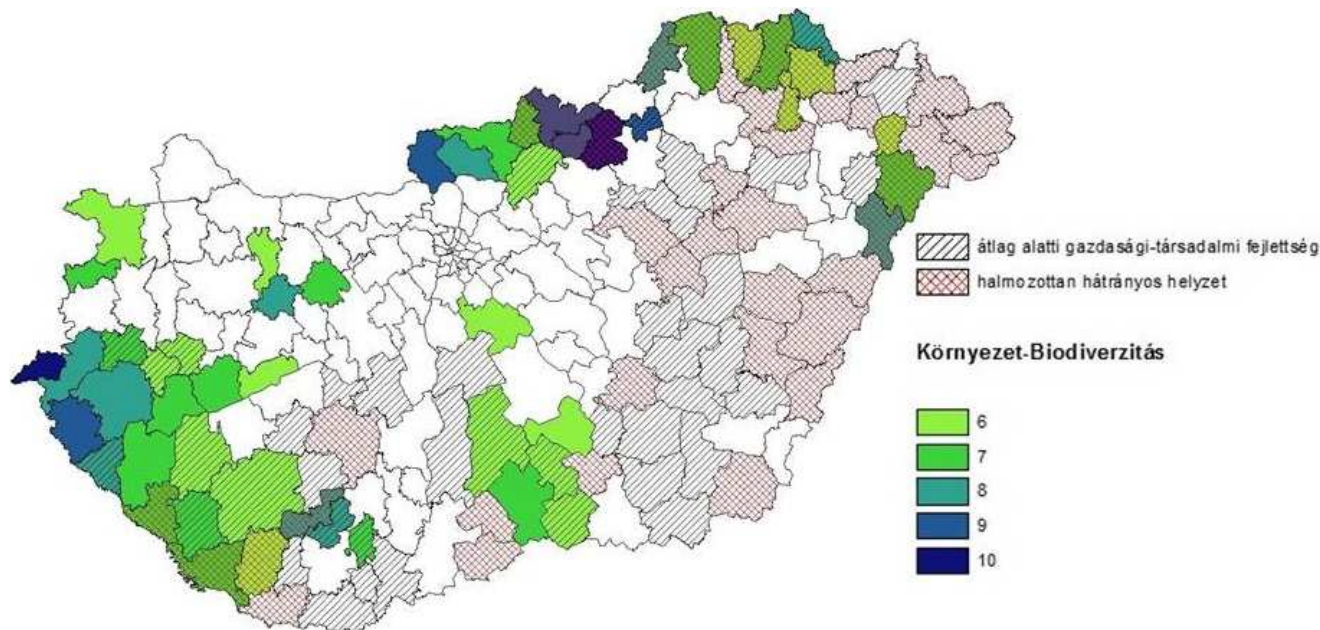 átlag alatti gazdasági-társadalmi fejlettség
halmozottan hátrányos helyzet
Környezet-Biodiverzitás
6
7
8
9
10